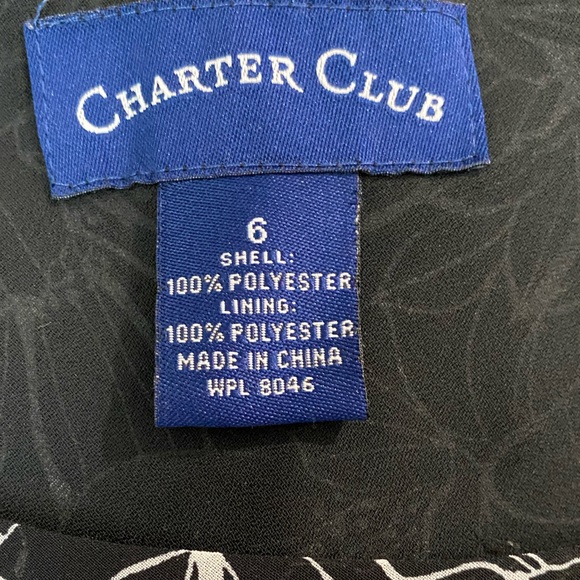 CHARTER CLUB
6
SHELL:
100% POLYESTER
LINING:
100% POLYESTER
MADE IN CHINA
WPL 8046